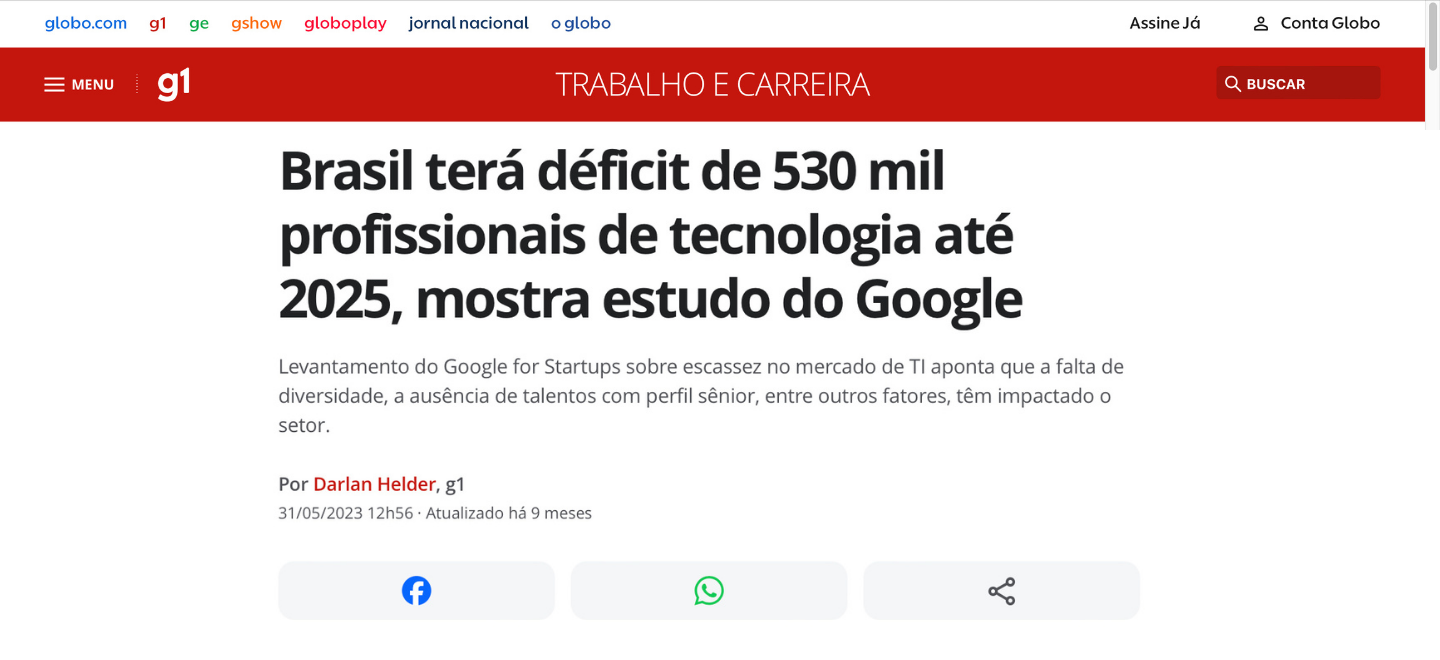 globo.com g1 ge gshow globoplay jornal nacional o globo Assine Já Conta Globo
MENU g1 TRABALHO E CARREIRA BUSCAR
Brasil terá déficit de 530 mil
profissionais de tecnologia até
2025, mostra estudo do Google
Levantamento do Google for Startups sobre escassez no mercado de TI aponta que a falta de
diversidade, a ausência de talentos com perfil sênior, entre outros fatores, têm impactado o
setor.
Por Darlan Helder, g1
31/05/2023 12h56 · Atualizado há 9 meses